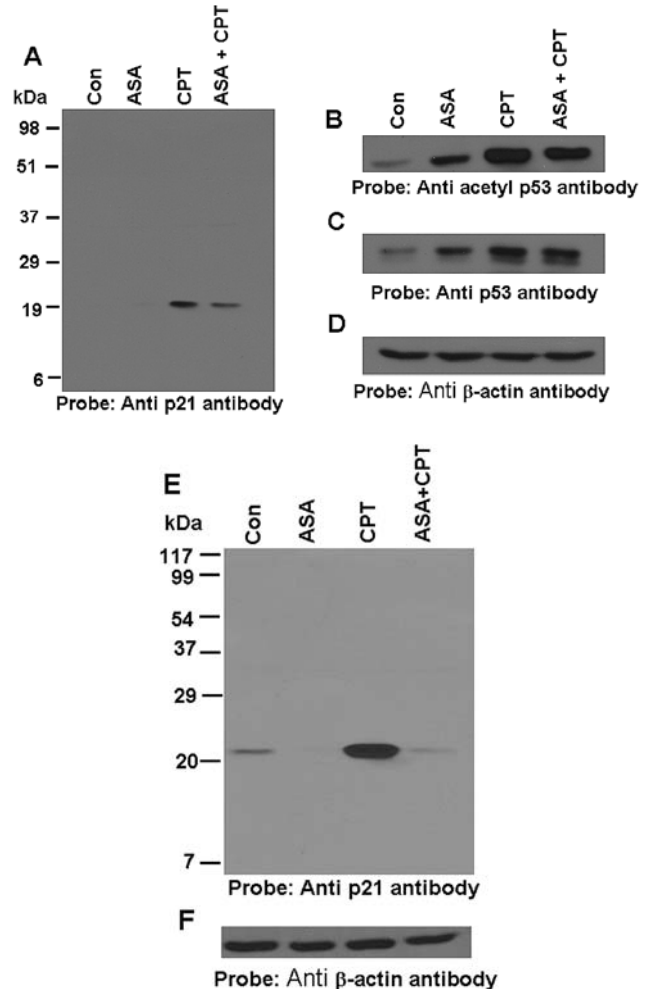 A
kDa
Con
ASA
CPT
ASA + CPT
98
51
37
29
19
6
Probe: Anti p21 antibody
B
Con
ASA
CPT
ASA + CPT
Probe: Anti acetyl p53 antibody
C
Probe: Anti p53 antibody
D
Probe: Anti β-actin antibody
E
kDa
Con
ASA
CPT
ASA+CPT
117
99
54
37
29
20
7
Probe: Anti p21 antibody
F
Probe: Anti β-actin antibody